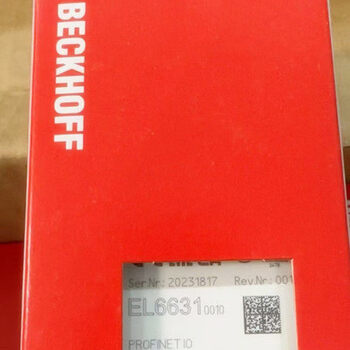 BECKHOFF
Ser.Nr: 20231817 Rev.Nr: 001
EL6631 0010
PROFINET IO